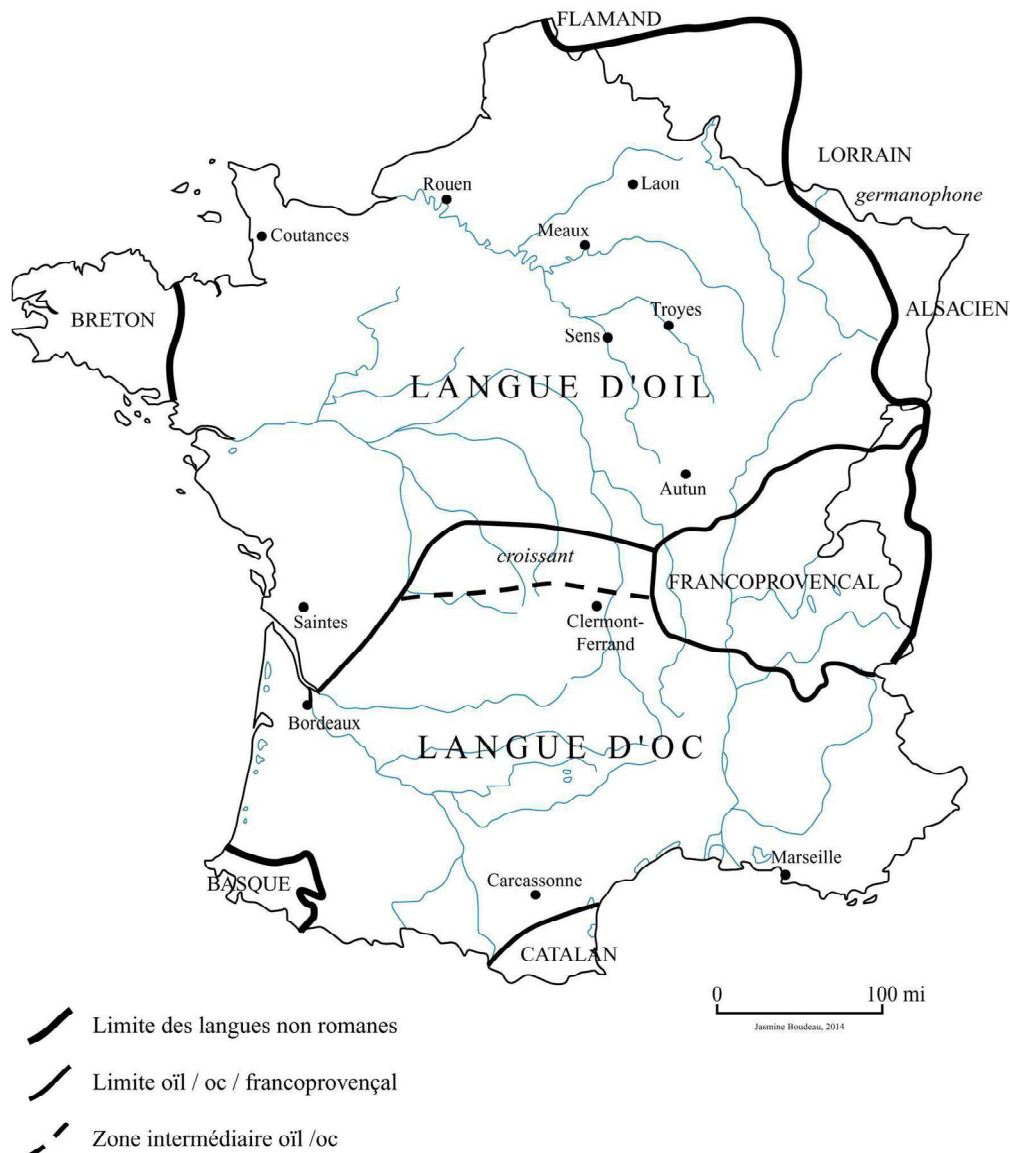 FLAMAND
LORRAIN
germanophone
Rouen
Laon
Coutances
Meaux
BRETON
ALSACIEN
Troyes
Sens
LANGUE D'OIL
Autun
croissant
FRANCOPROVENCAL
Saintes
Clermont-
Ferrand
Bordeaux
LANGUE D'OC
Marseille
BASQUE
Carcassonne
CATALAN
0 100 mi
Jasmine Boudeau, 2014
Limite des langues non romanes
Limite oïl / oc / francoprovençal
Zone intermédiaire oïl /oc